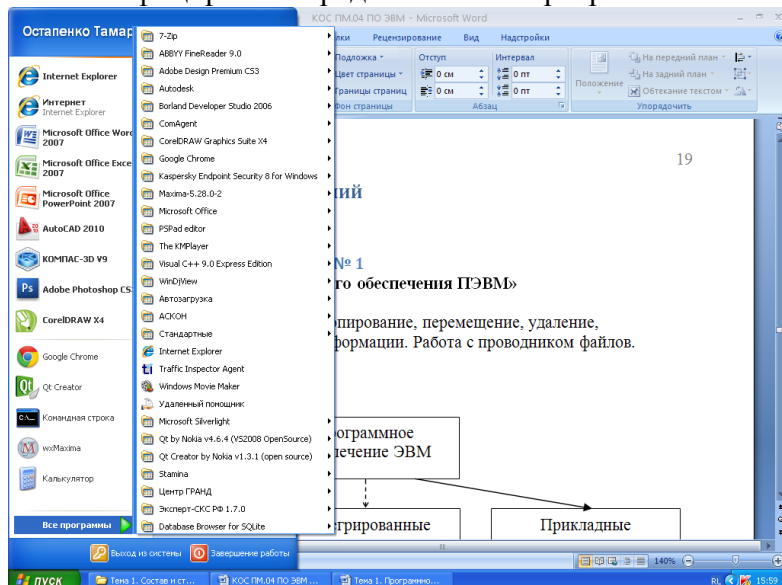 КОС ПМ.04 ПО ЭВМ - Microsoft Word
Остапенко Тамар
Рецензирование Вид Надстройки
Подложка
Цвет страницы
Границы страниц
Фон страницы
Отступ
0 см
0 см
Интервал
0 пт
0 пт
Абзац
Положение
На передний план
На задний план
Обтекание текстом
Упорядочить
Internet Explorer
Интернет
Internet Explorer
Microsoft Office Word
2007
Microsoft Office Exce
2007
Microsoft Office
PowerPoint 2007
AutoCAD 2010
КОМПАС-3D V9
Adobe Photoshop CS
CorelDRAW X4
Google Chrome
Qt Creator
Командная строка
wxMaxima
Калькулятор
Все программы
7-Zip
ABBYY FineReader 9.0
Adobe Design Premium CS3
Autodesk
Borland Developer Studio 2006
ComAgent
CorelDRAW Graphics Suite X4
Google Chrome
Kaspersky Endpoint Security 8 for Windows
Maxima-5.28.0-2
Microsoft Office
PSPad editor
The KMPlayer
Visual C++ 9.0 Express Edition
WinDjView
Автозагрузка
АСКОН
Стандартные
Internet Explorer
Traffic Inspector Agent
Windows Movie Maker
Удаленный помощник
Microsoft Silverlight
Qt by Nokia v4.6.4 (VS2008 OpenSource)
Qt Creator by Nokia v1.3.1 (open source)
Stamina
Центр ГРАНД
Эксперт-СКС РФ 1.7.0
Database Browser for SQLite
19
ий
№ 1
го обеспечения ПЭВМ»
опирование, перемещение, удаление,
формации. Работа с проводником файлов.
ограммное
печение ЭВМ
грированные
Прикладные
Выход из системы Завершение работы
140%
пуск
Тема 1. Состав и ст...
КОС ПМ.04 ПО ЭВМ ...
Тема 1. Программно...
RL
19:59